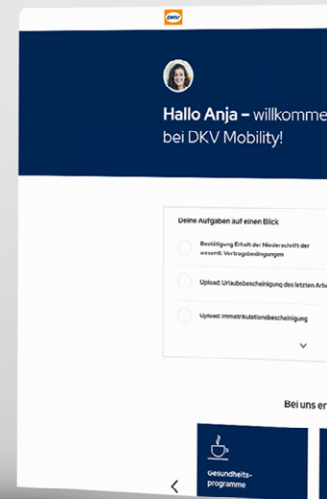 DKV
Hallo Anja – willkomme
bei DKV Mobility!
Deine Aufgaben auf einen Blick
Bestätigung Erhalt der Niederschrift der
wesentl. Vertragsbedingungen
Upload: Urlaubsbescheinigung des letzten Arbe
Upload: Immatrikulationsbescheinigung
Bei uns er
Gesundheits-
programme